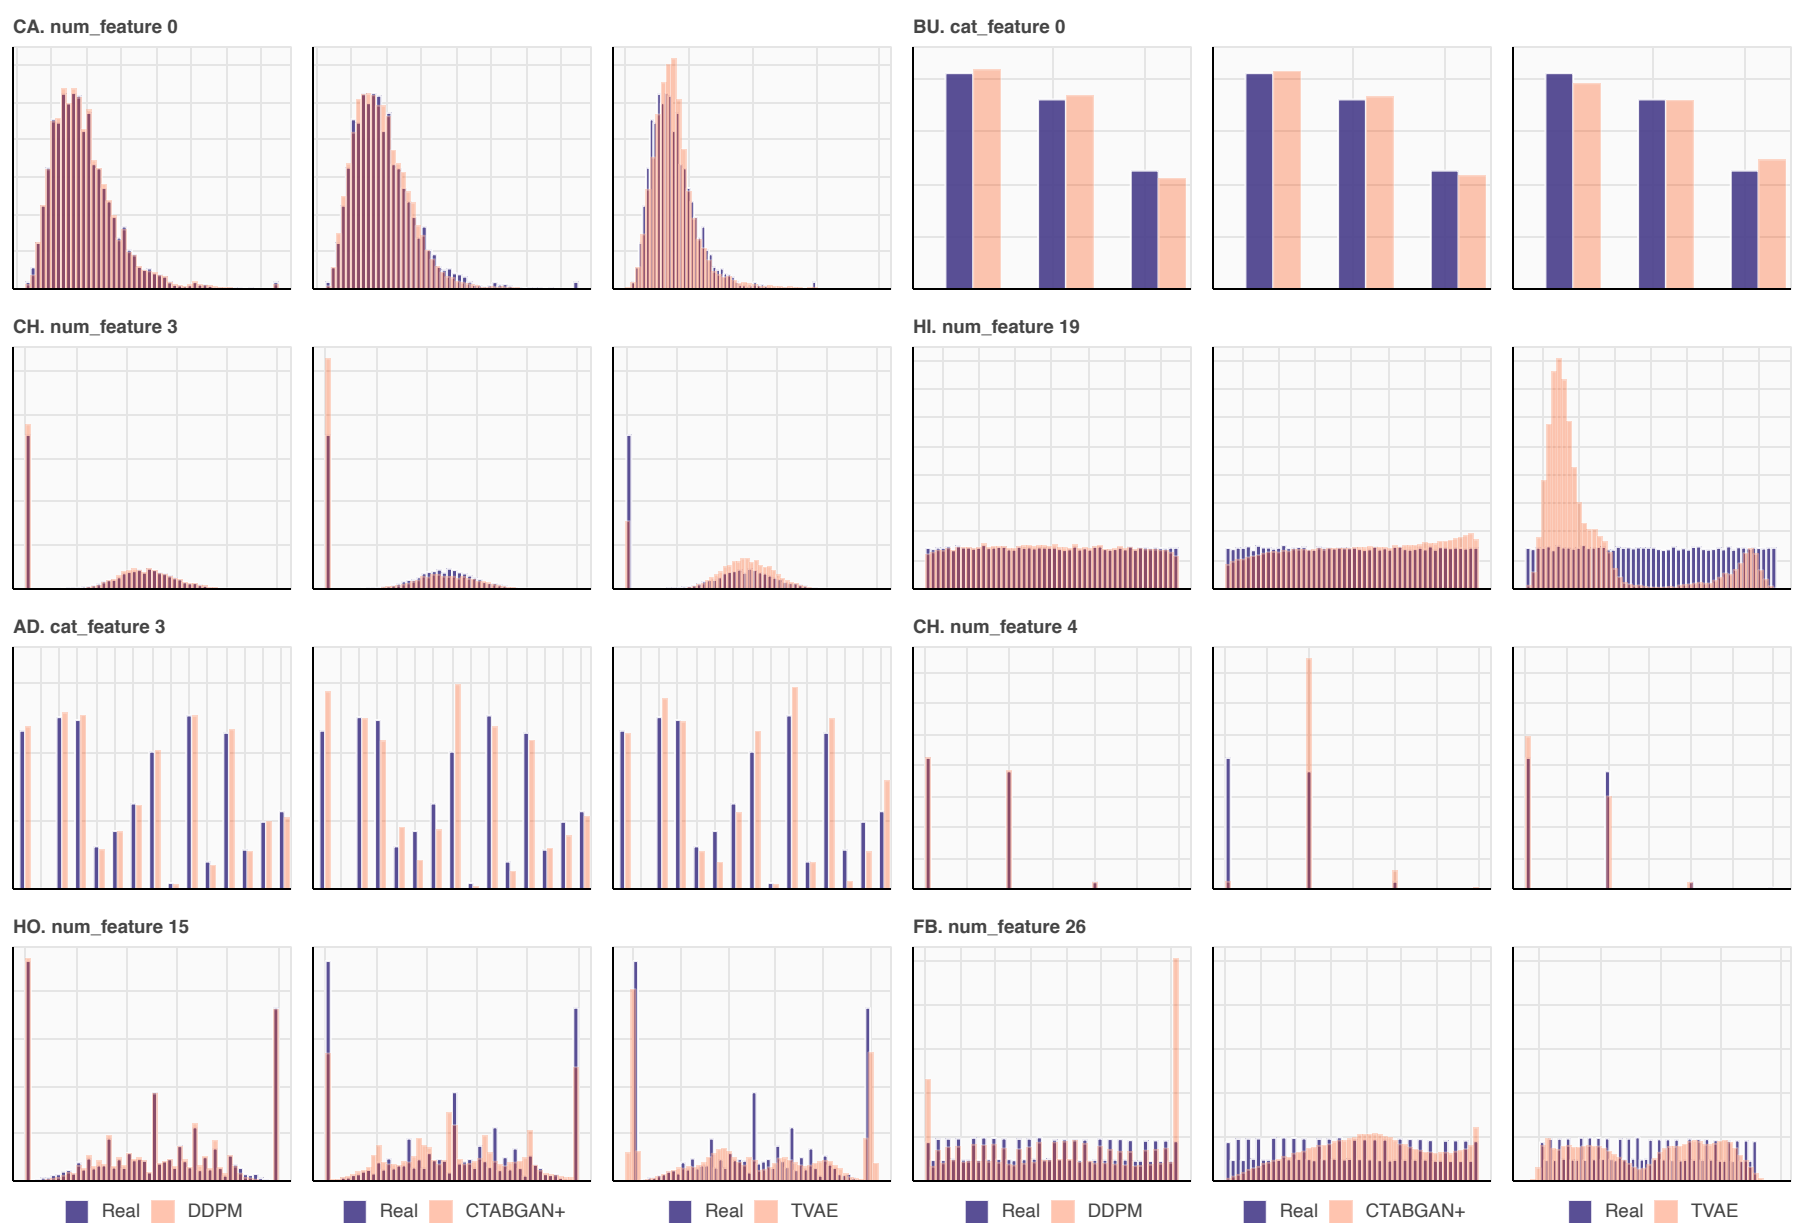 CA. num_feature 0
BU. cat_feature 0
CH. num_feature 3
HI. num_feature 19
AD. cat_feature 3
CH. num_feature 4
HO. num_feature 15
FB. num_feature 26
Real DDPM Real CTABGAN+ Real TVAE Real DDPM Real CTABGAN+ Real TVAE